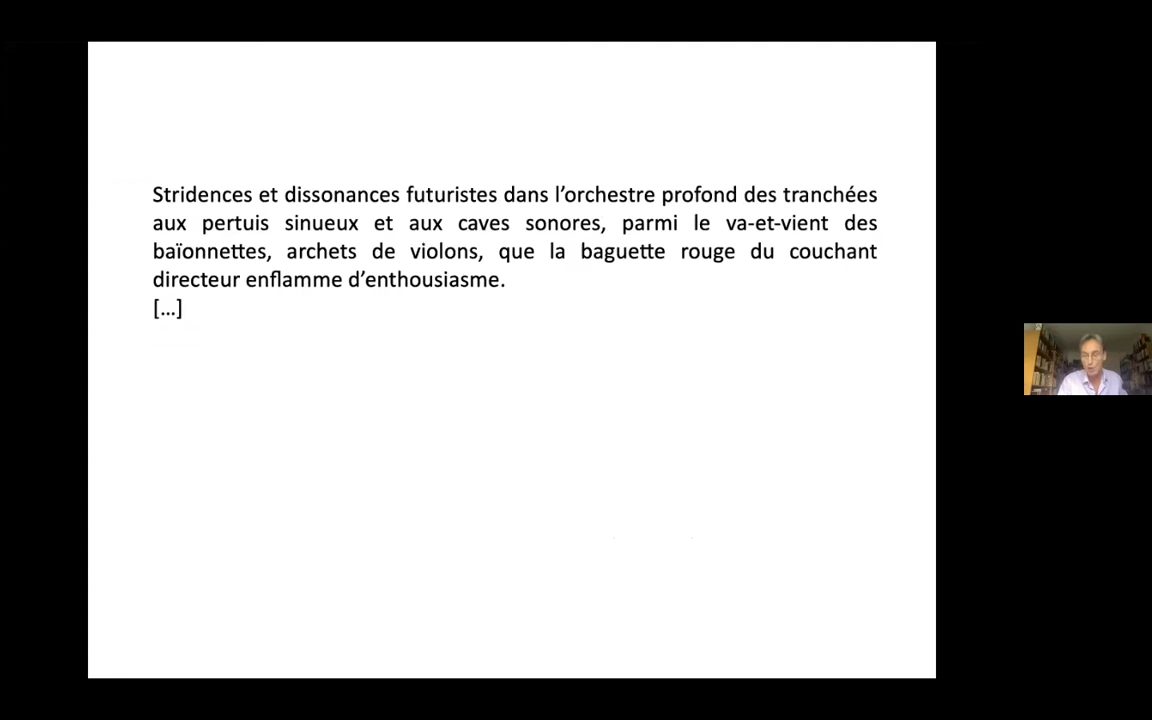 Stridences et dissonances futuristes dans l’orchestre profond des tranchées
aux pertuis sinueux et aux caves sonores, parmi le va-et-vient des
baïonnettes, archets de violons, que la baguette rouge du couchant
directeur enflamme d’enthousiasme.
[…]